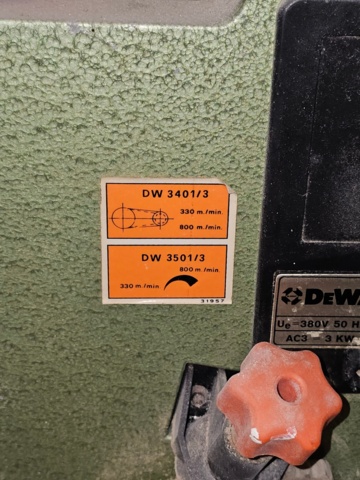 DW 3401/3
330 m./min.
800 m./min.
DW 3501/3
800 m./min.
330 m./min
31957
Ue=380V 50 H
AC3 - 3 KW